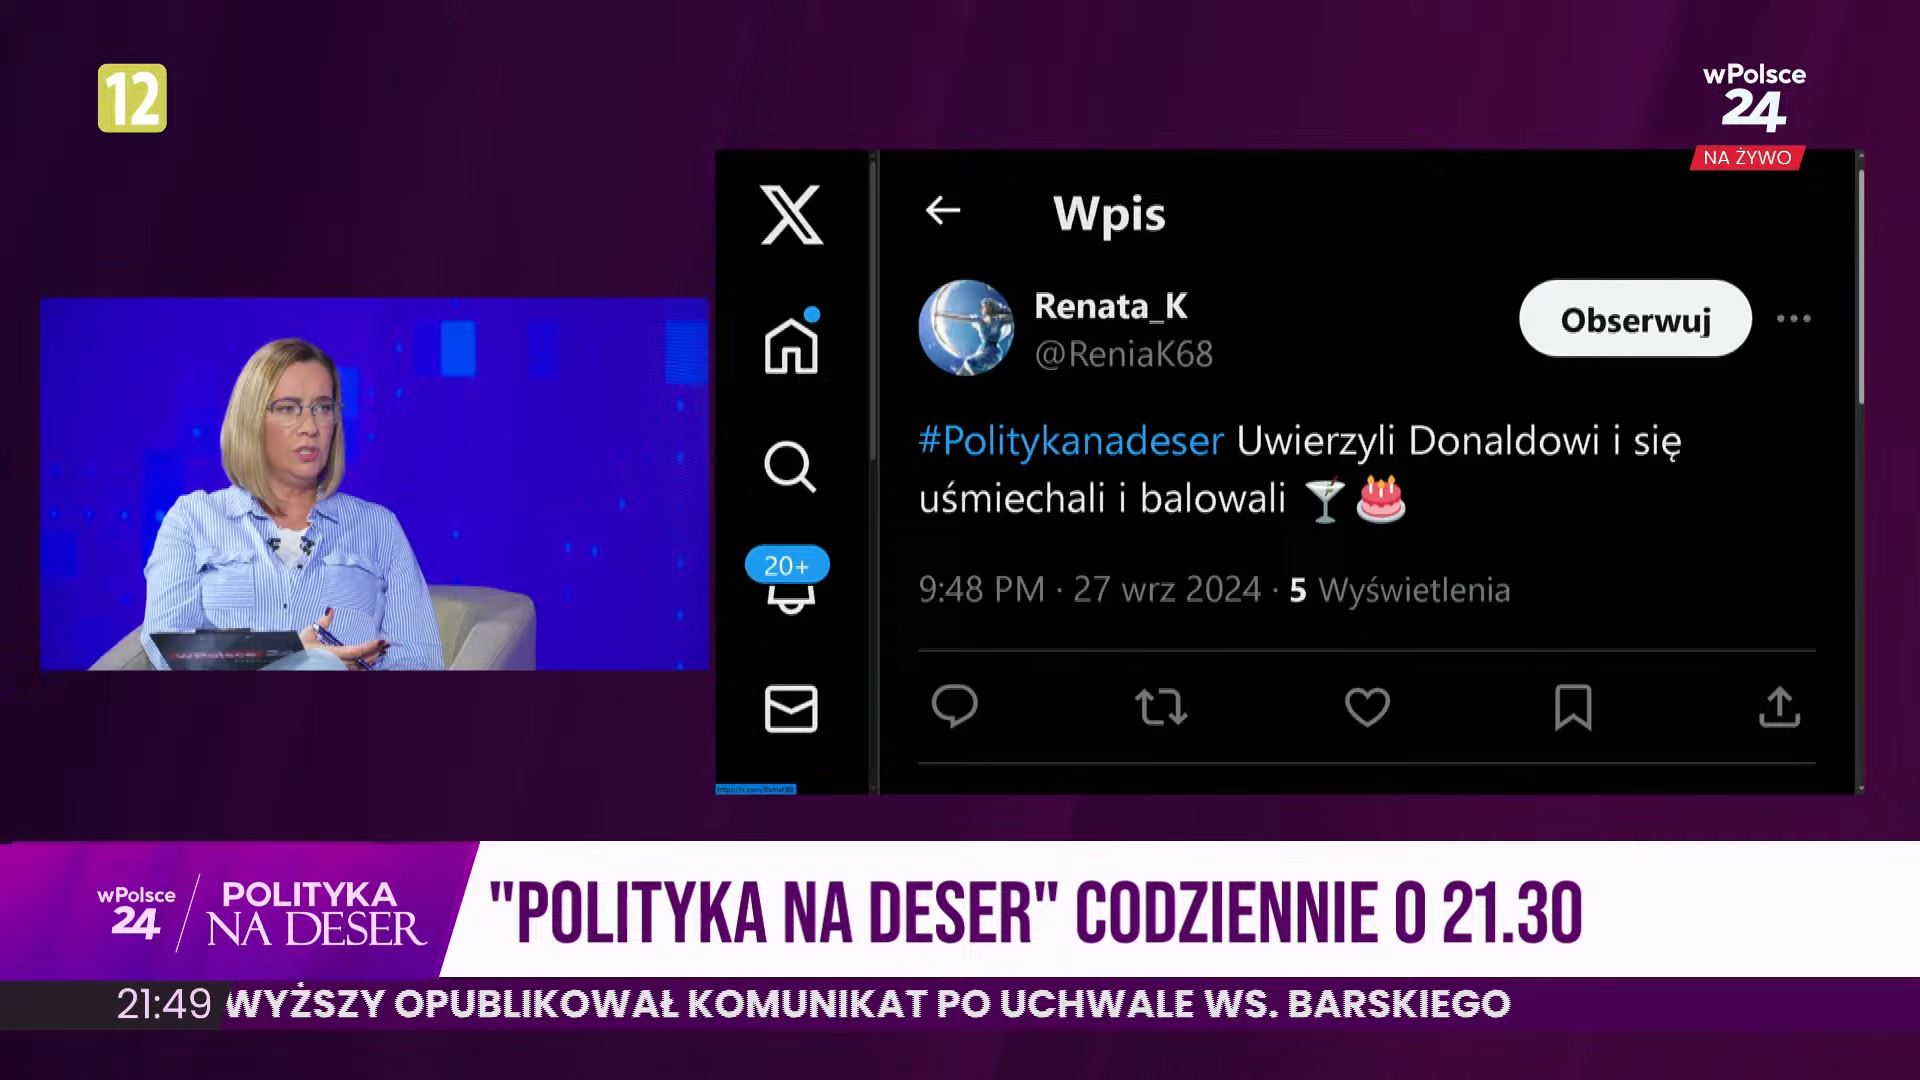 12
wPolsce
24
NA ŻYWO
X
Wpis
Renata_K
@ReniaK68
Obserwuj
#Politykanadeser Uwierzyli Donaldowi i się
uśmiechali i balowali 🍸🎂
20+
9:48 PM · 27 wrz 2024 · 5 Wyświetlenia
wPolsce
24
POLITYKA
NA DESER
"POLITYKA NA DESER" CODZIENNIE O 21.30
21:49 WYŻSZY OPUBLIKOWAŁ KOMUNIKAT PO UCHWALE WS. BARSKIEGO